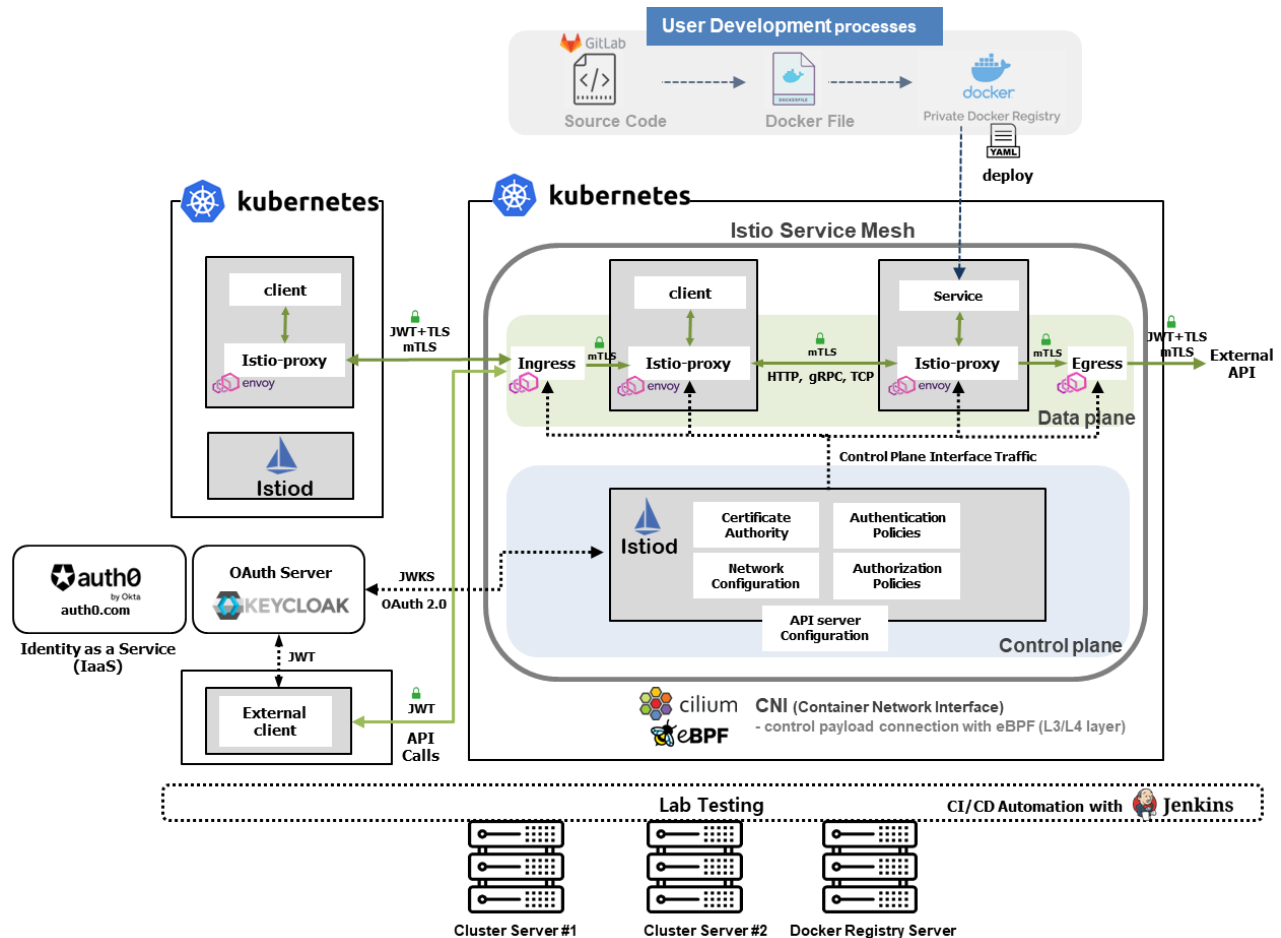 User Development processes
GitLab
Source Code
DOCKERFILE
Docker File
docker
Private Docker Registry
YAML
deploy
kubernetes
kubernetes
Istio Service Mesh
client
Istio-proxy
envoy
Istiod
JWT+TLS
mTLS
Ingress
mTLS
client
Istio-proxy
envoy
mTLS
HTTP, gRPC, TCP
Service
Istio-proxy
mTLS
Egress
JWT+TLS
mTLS
External
API
Data plane
Control Plane Interface Traffic
Istiod
Certificate
Authority
Authentication
Policies
Network
Configuration
Authorization
Policies
API server
Configuration
Control plane
auth0
by Okta
auth0.com
Identity as a Service
(IaaS)
OAuth Server
KEYCLOAK
JWKS
OAuth 2.0
JWT
External
client
JWT
API
Calls
cilium
eBPF
CNI (Container Network Interface)
- control payload connection with eBPF (L3/L4 layer)
Lab Testing
CI/CD Automation with
Jenkins
Cluster Server #1
Cluster Server #2
Docker Registry Server